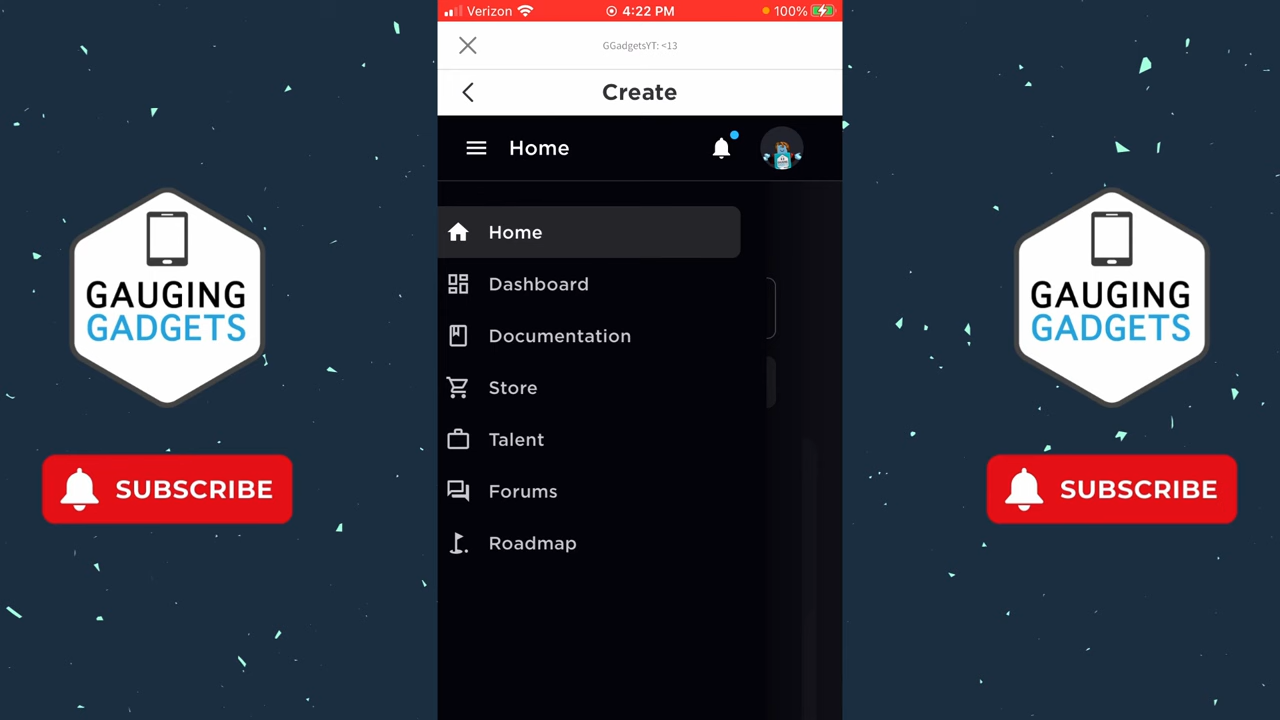 Verizon 4:22 PM 100%
GGadgetsYT: <13
Create
Home
Home
Dashboard
Documentation
Store
Talent
Forums
Roadmap
GAUGING
GADGETS
SUBSCRIBE
GAUGING
GADGETS
SUBSCRIBE